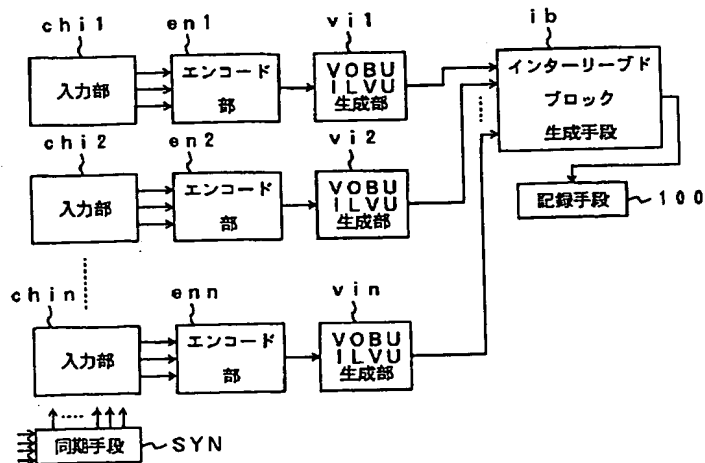 chi1 en1 vi1 ib
入力部
エンコード
部
VOBU
ILVU
生成部
インターリーブド
ブロック
生成手段
chi2 en2 vi2
入力部
エンコード
部
VOBU
ILVU
生成部
記録手段 100
chin enn vin
入力部
エンコード
部
VOBU
ILVU
生成部
同期手段 SYN